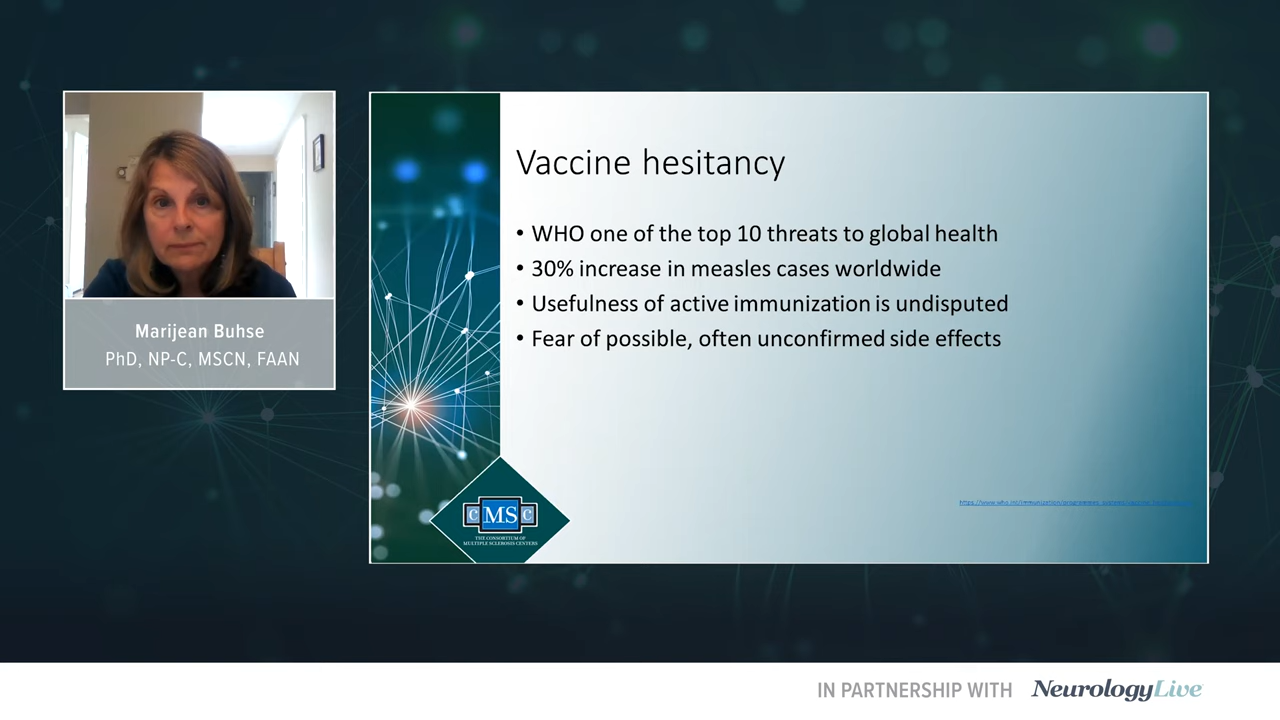 Marijean Buhse
PhD, NP-C, MSCN, FAAN
Vaccine hesitancy
• WHO one of the top 10 threats to global health
• 30% increase in measles cases worldwide
• Usefulness of active immunization is undisputed
• Fear of possible, often unconfirmed side effects
CMSC
THE CONSORTIUM OF
MULTIPLE SCLEROSIS CENTERS
IN PARTNERSHIP WITH NeurologyLive